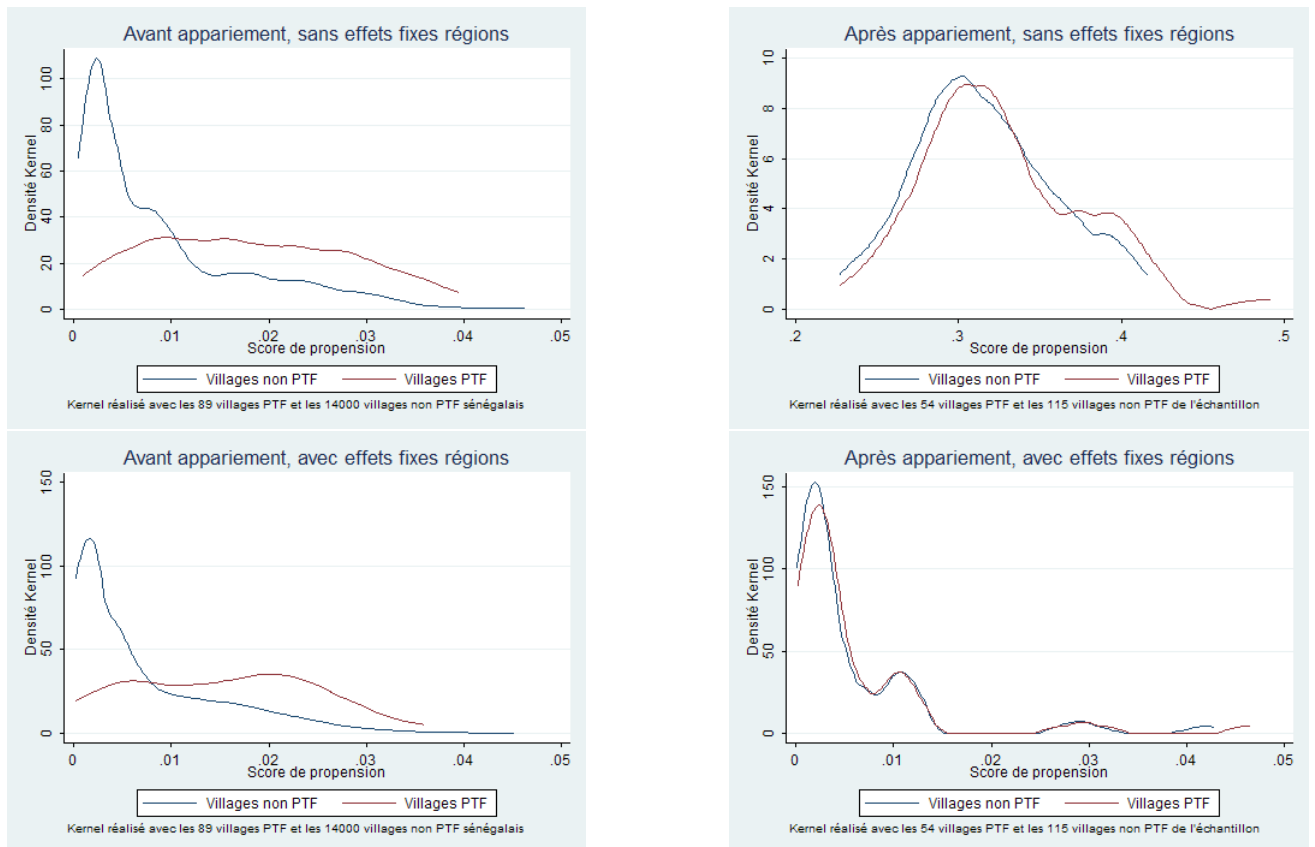 Avant appariement, sans effets fixes régions
Densité Kernel
0 20 40 60 80 100
0 .01 .02 .03 .04 .05
Score de propension
Villages non PTF Villages PTF
Kernel réalisé avec les 89 villages PTF et les 14000 villages non PTF sénégalais
Après appariement, sans effets fixes régions
Densité Kernel
0 2 4 6 8 10
.2 .3 .4 .5
Score de propension
Villages non PTF Villages PTF
Kernel réalisé avec les 54 villages PTF et les 115 villages non PTF de l'échantillon
Avant appariement, avec effets fixes régions
Densité Kernel
0 50 100 150
0 .01 .02 .03 .04 .05
Score de propension
Villages non PTF Villages PTF
Kernel réalisé avec les 89 villages PTF et les 14000 villages non PTF sénégalais
Après appariement, avec effets fixes régions
Densité Kernel
0 50 100 150
0 .01 .02 .03 .04 .05
Score de propension
Villages non PTF Villages PTF
Kernel réalisé avec les 54 villages PTF et les 115 villages non PTF de l'échantillon